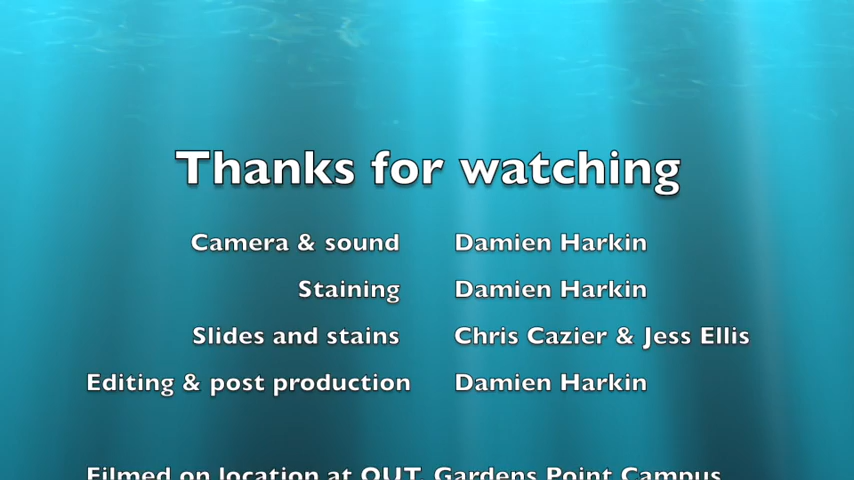 Thanks for watching
Camera & sound Damien Harkin
Staining Damien Harkin
Slides and stains Chris Cazier & Jess Ellis
Editing & post production Damien Harkin
Filmed on location at QUT, Gardens Point Campus